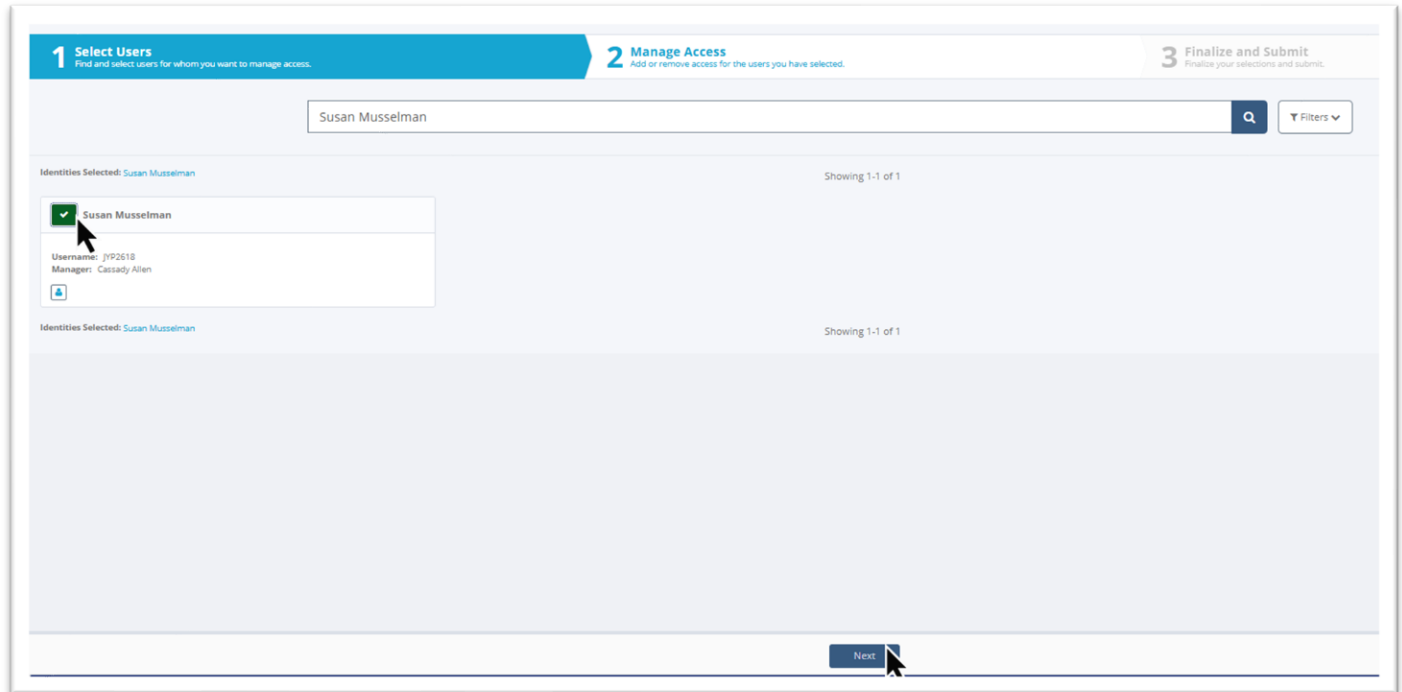 1 Select Users
Find and select users for whom you want to manage access.
2 Manage Access
Add or remove access for the users you have selected.
3 Finalize and Submit
Finalize your selections and submit.
Susan Musselman
Filters
Identities Selected: Susan Musselman
Showing 1-1 of 1
Susan Musselman
Username: JYP2618
Manager: Cassady Allen
Identities Selected: Susan Musselman
Showing 1-1 of 1
Next